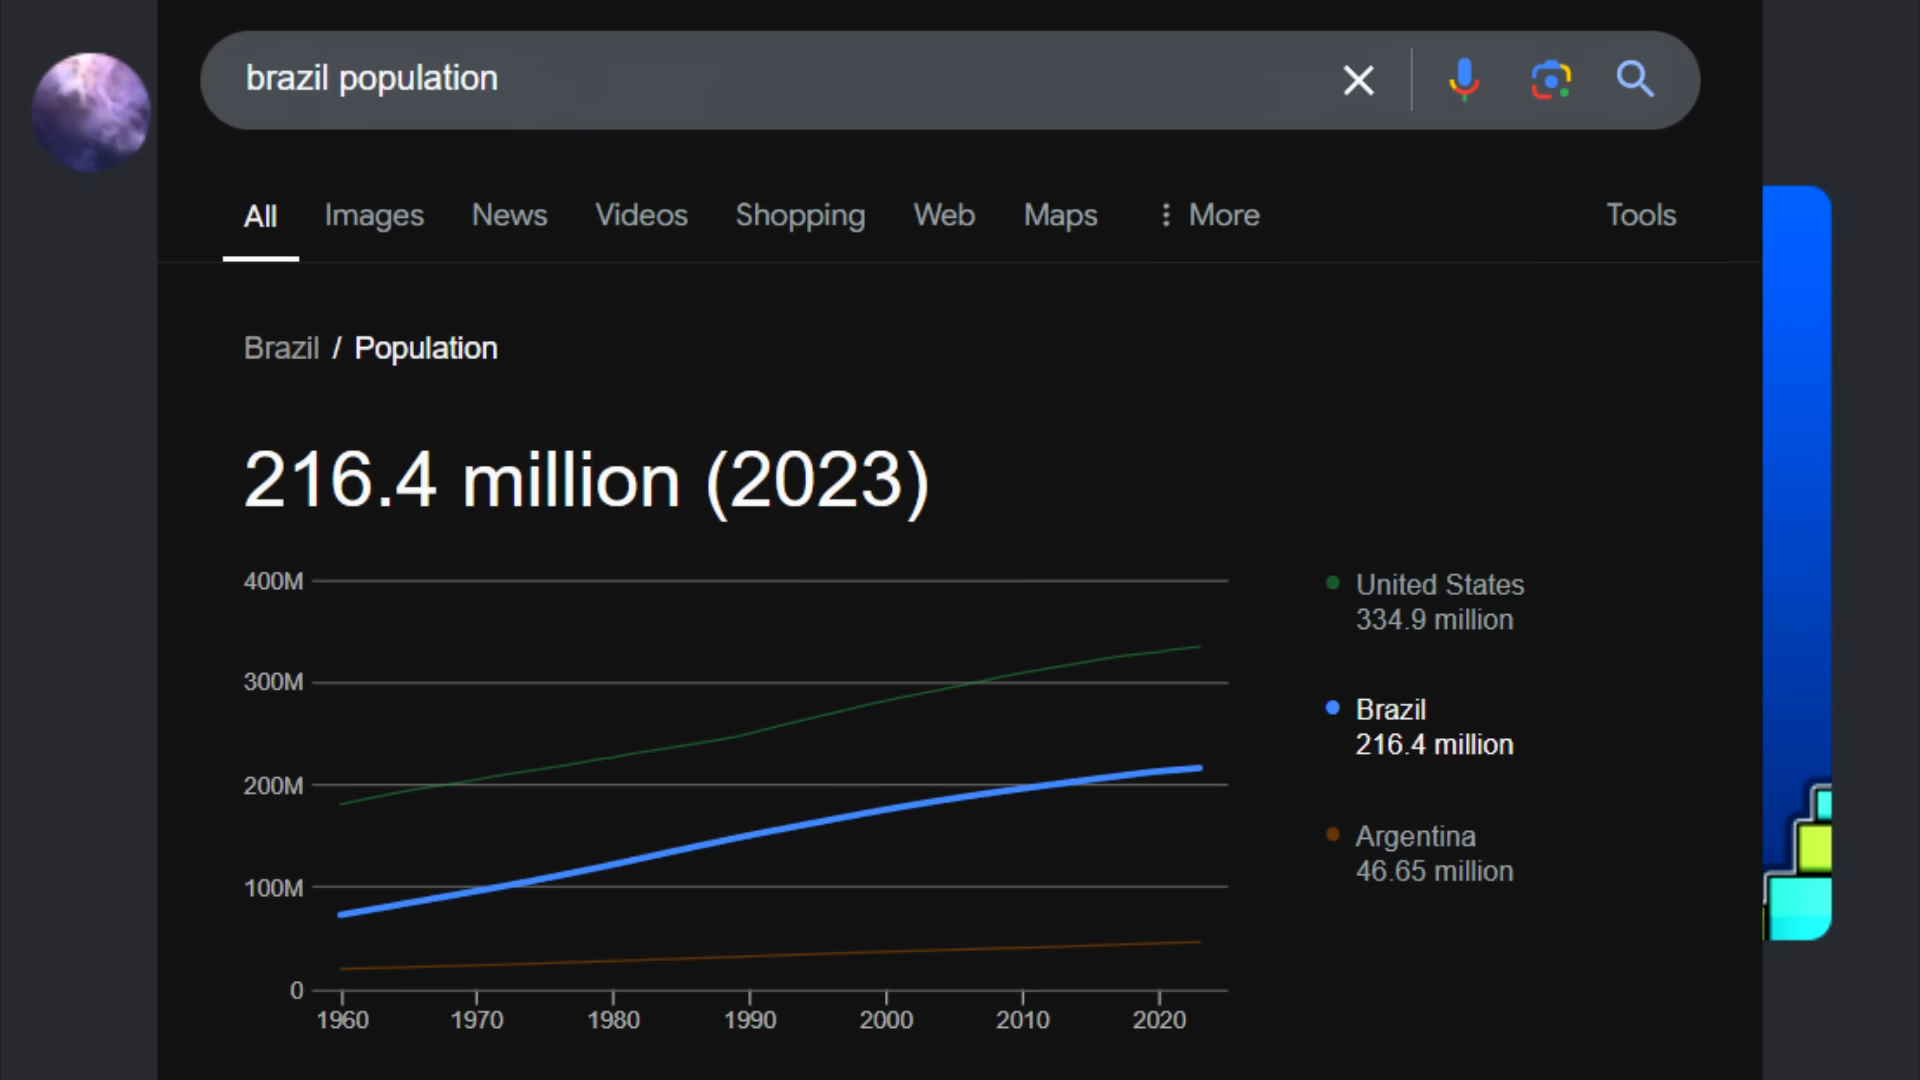 brazil population
All Images News Videos Shopping Web Maps More Tools
Brazil / Population
216.4 million (2023)
400M
300M
200M
100M
0
1960 1970 1980 1990 2000 2010 2020
United States
334.9 million
Brazil
216.4 million
Argentina
46.65 million